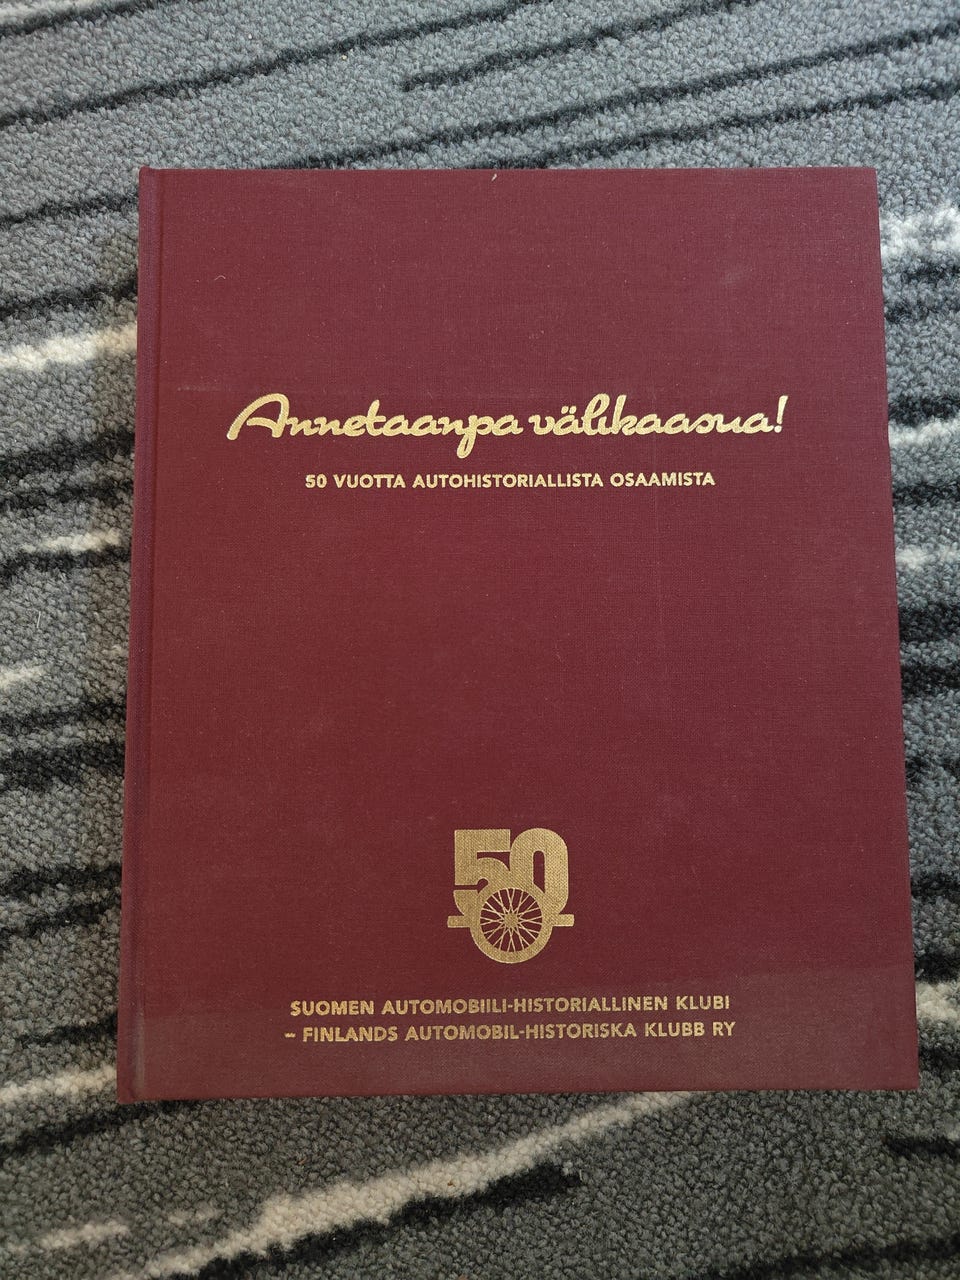 Annetaanpa välikaasua!
50 VUOTTA AUTOHISTORIALLISTA OSAAMISTA
50
SUOMEN AUTOMOBIILI-HISTORIALLINEN KLUBI
– FINLANDS AUTOMOBIL-HISTORISKA KLUBB RY